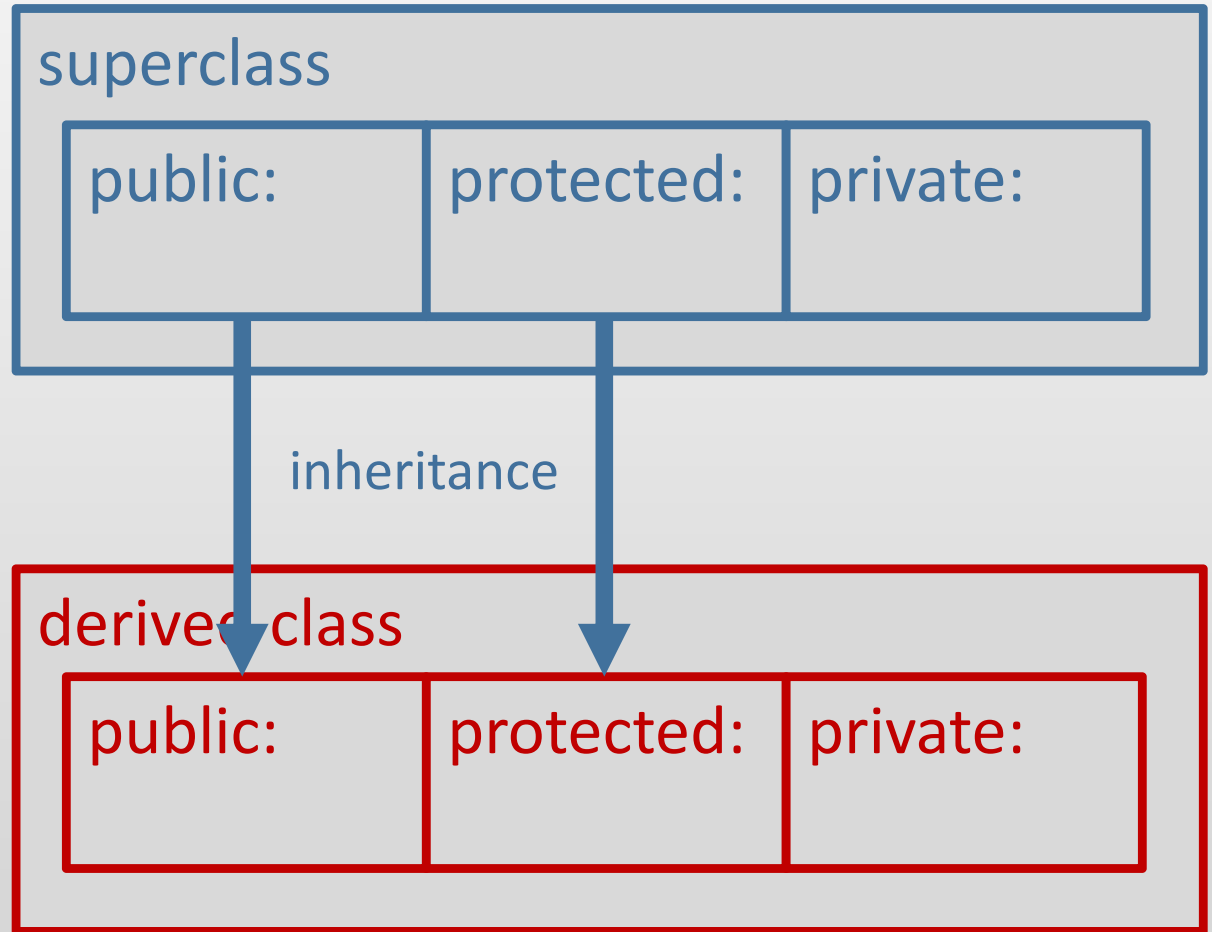 superclass
public: protected: private:
inheritance
derived class
public: protected: private: